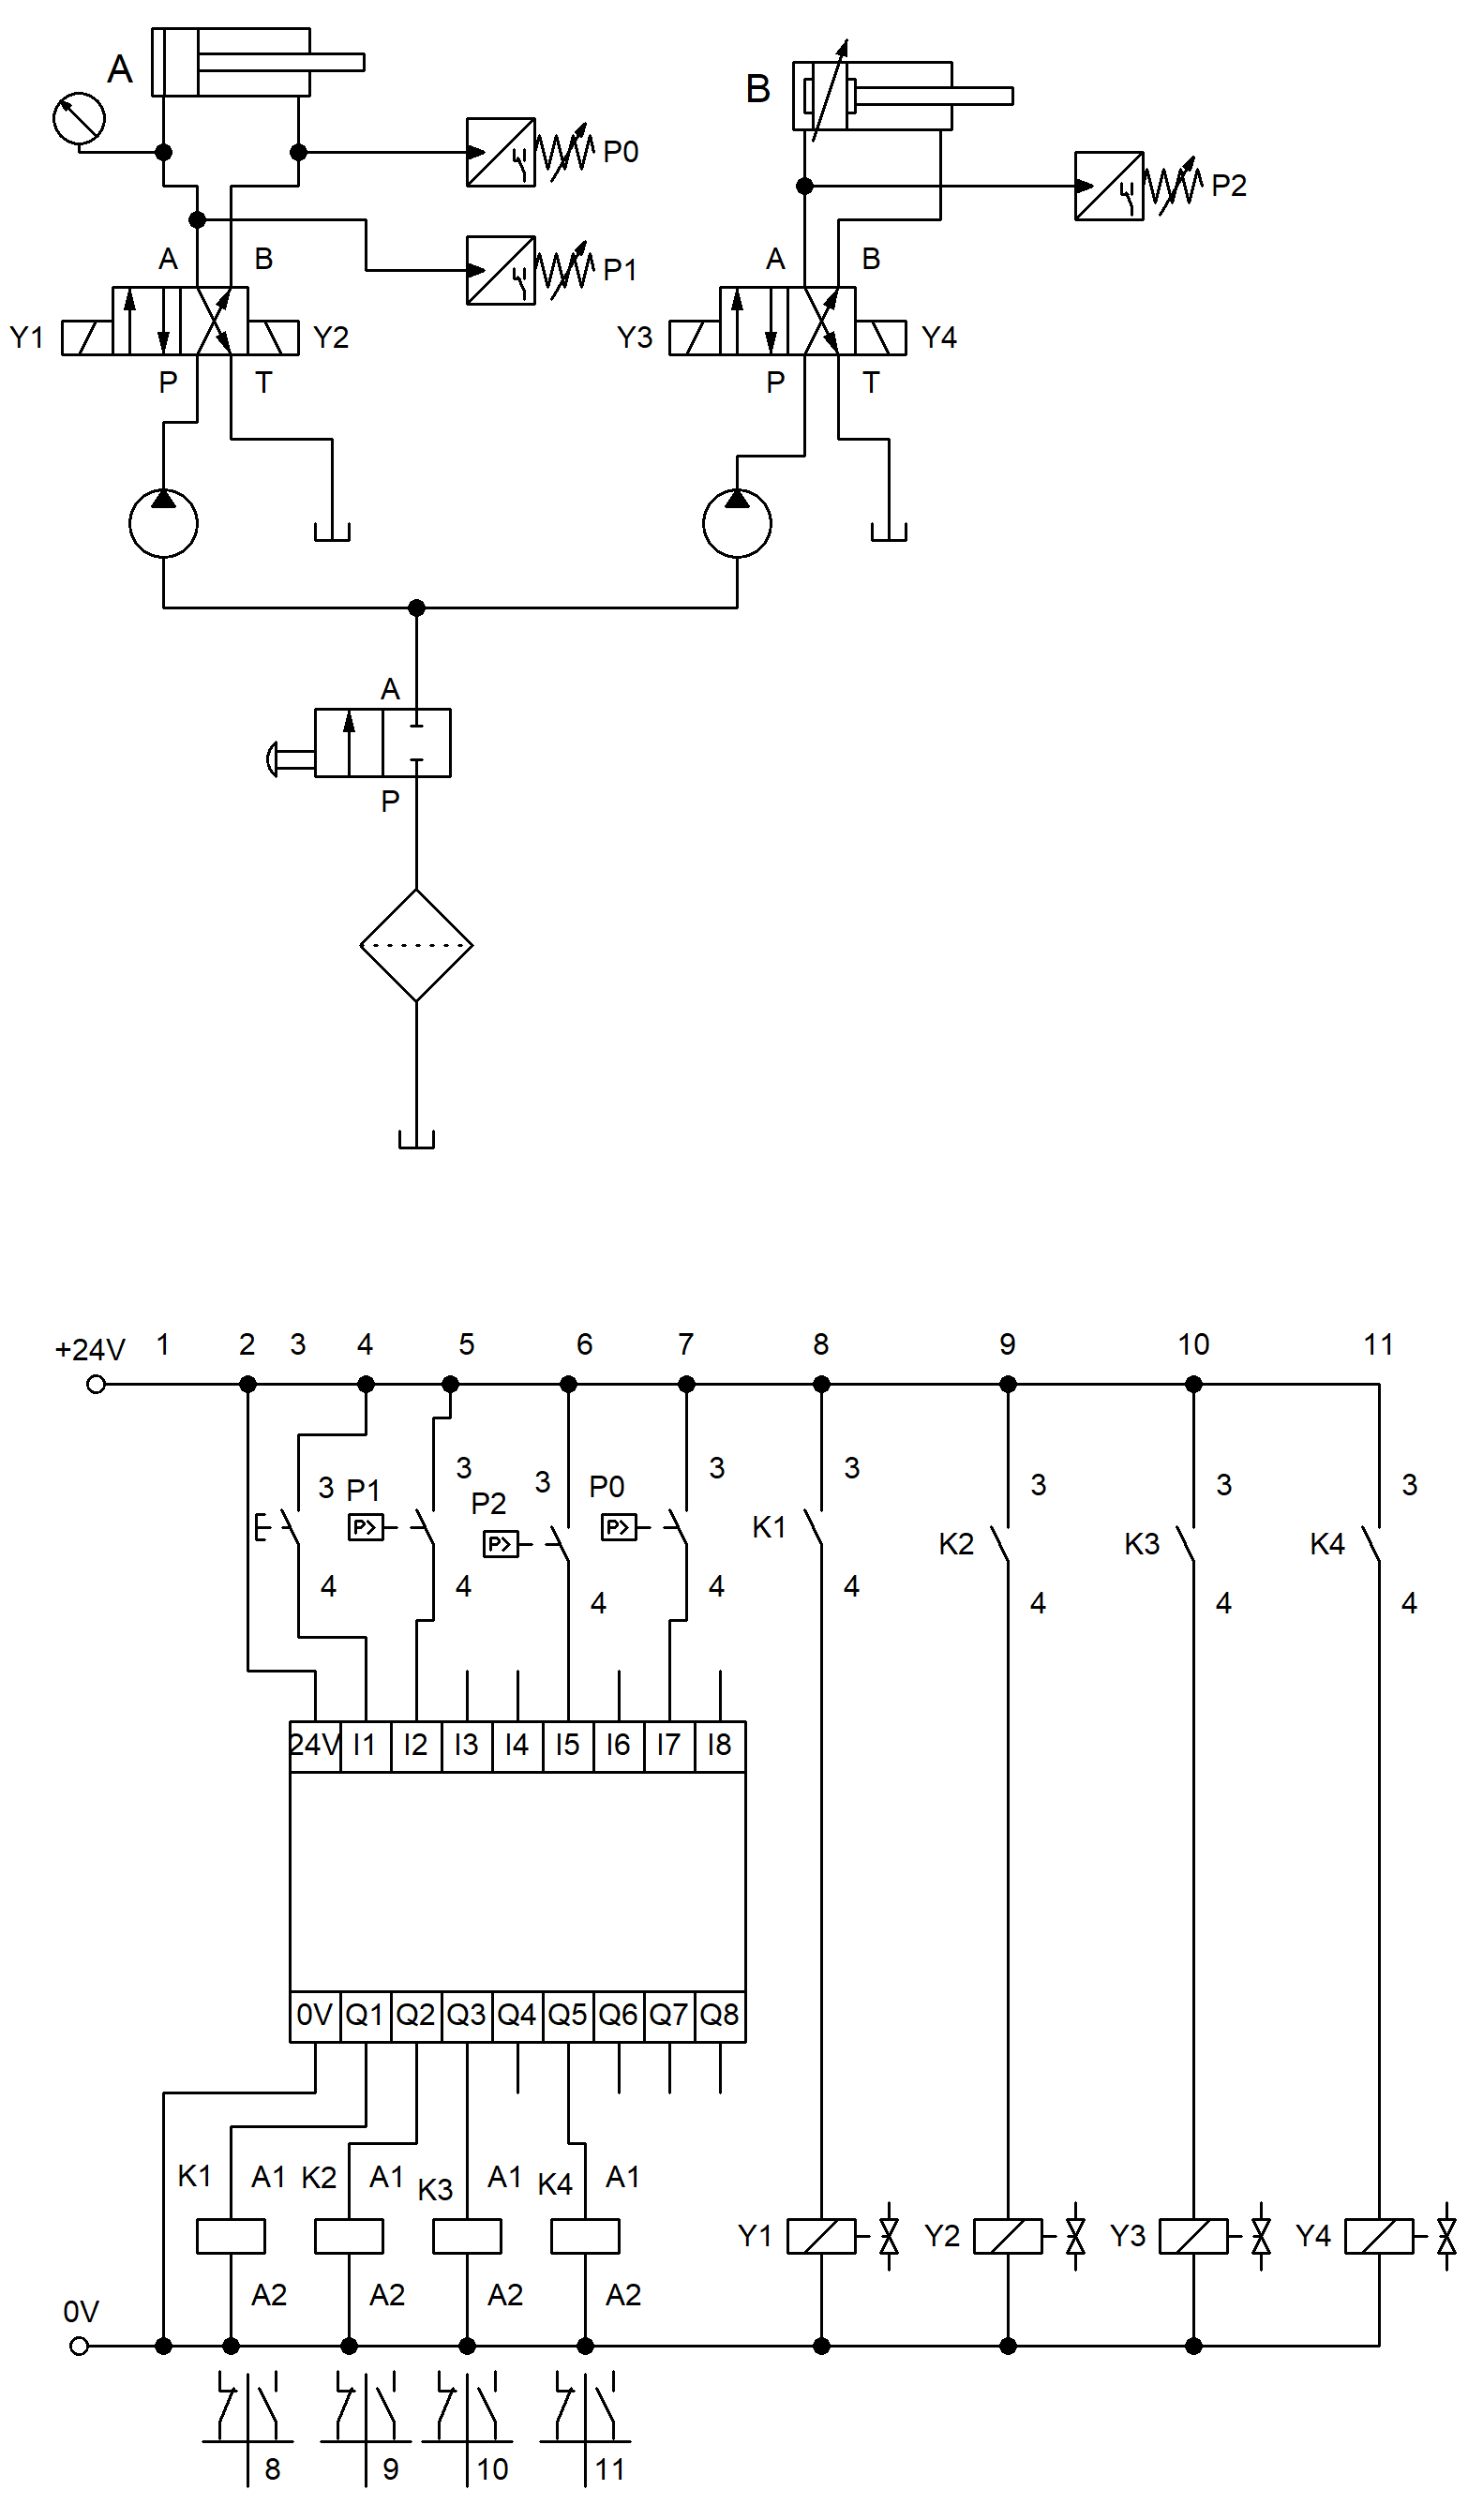 A
B
P0
P2
P1
A B
A B
Y1 Y2
Y3 Y4
P T
P T
A
P
+24V 1 2 3 4 5 6 7 8 9 10 11
3 P1 3 P2 3 P0 3 3 3 3 3
P> P> P>
K1 K2 K3 K4
4 4 4 4 4 4 4 4
24V I1 I2 I3 I4 I5 I6 I7 I8
0V Q1 Q2 Q3 Q4 Q5 Q6 Q7 Q8
K1 A1 K2 A1 K3 A1 K4 A1
Y1 Y2 Y3 Y4
A2 A2 A2 A2
0V
8 9 10 11